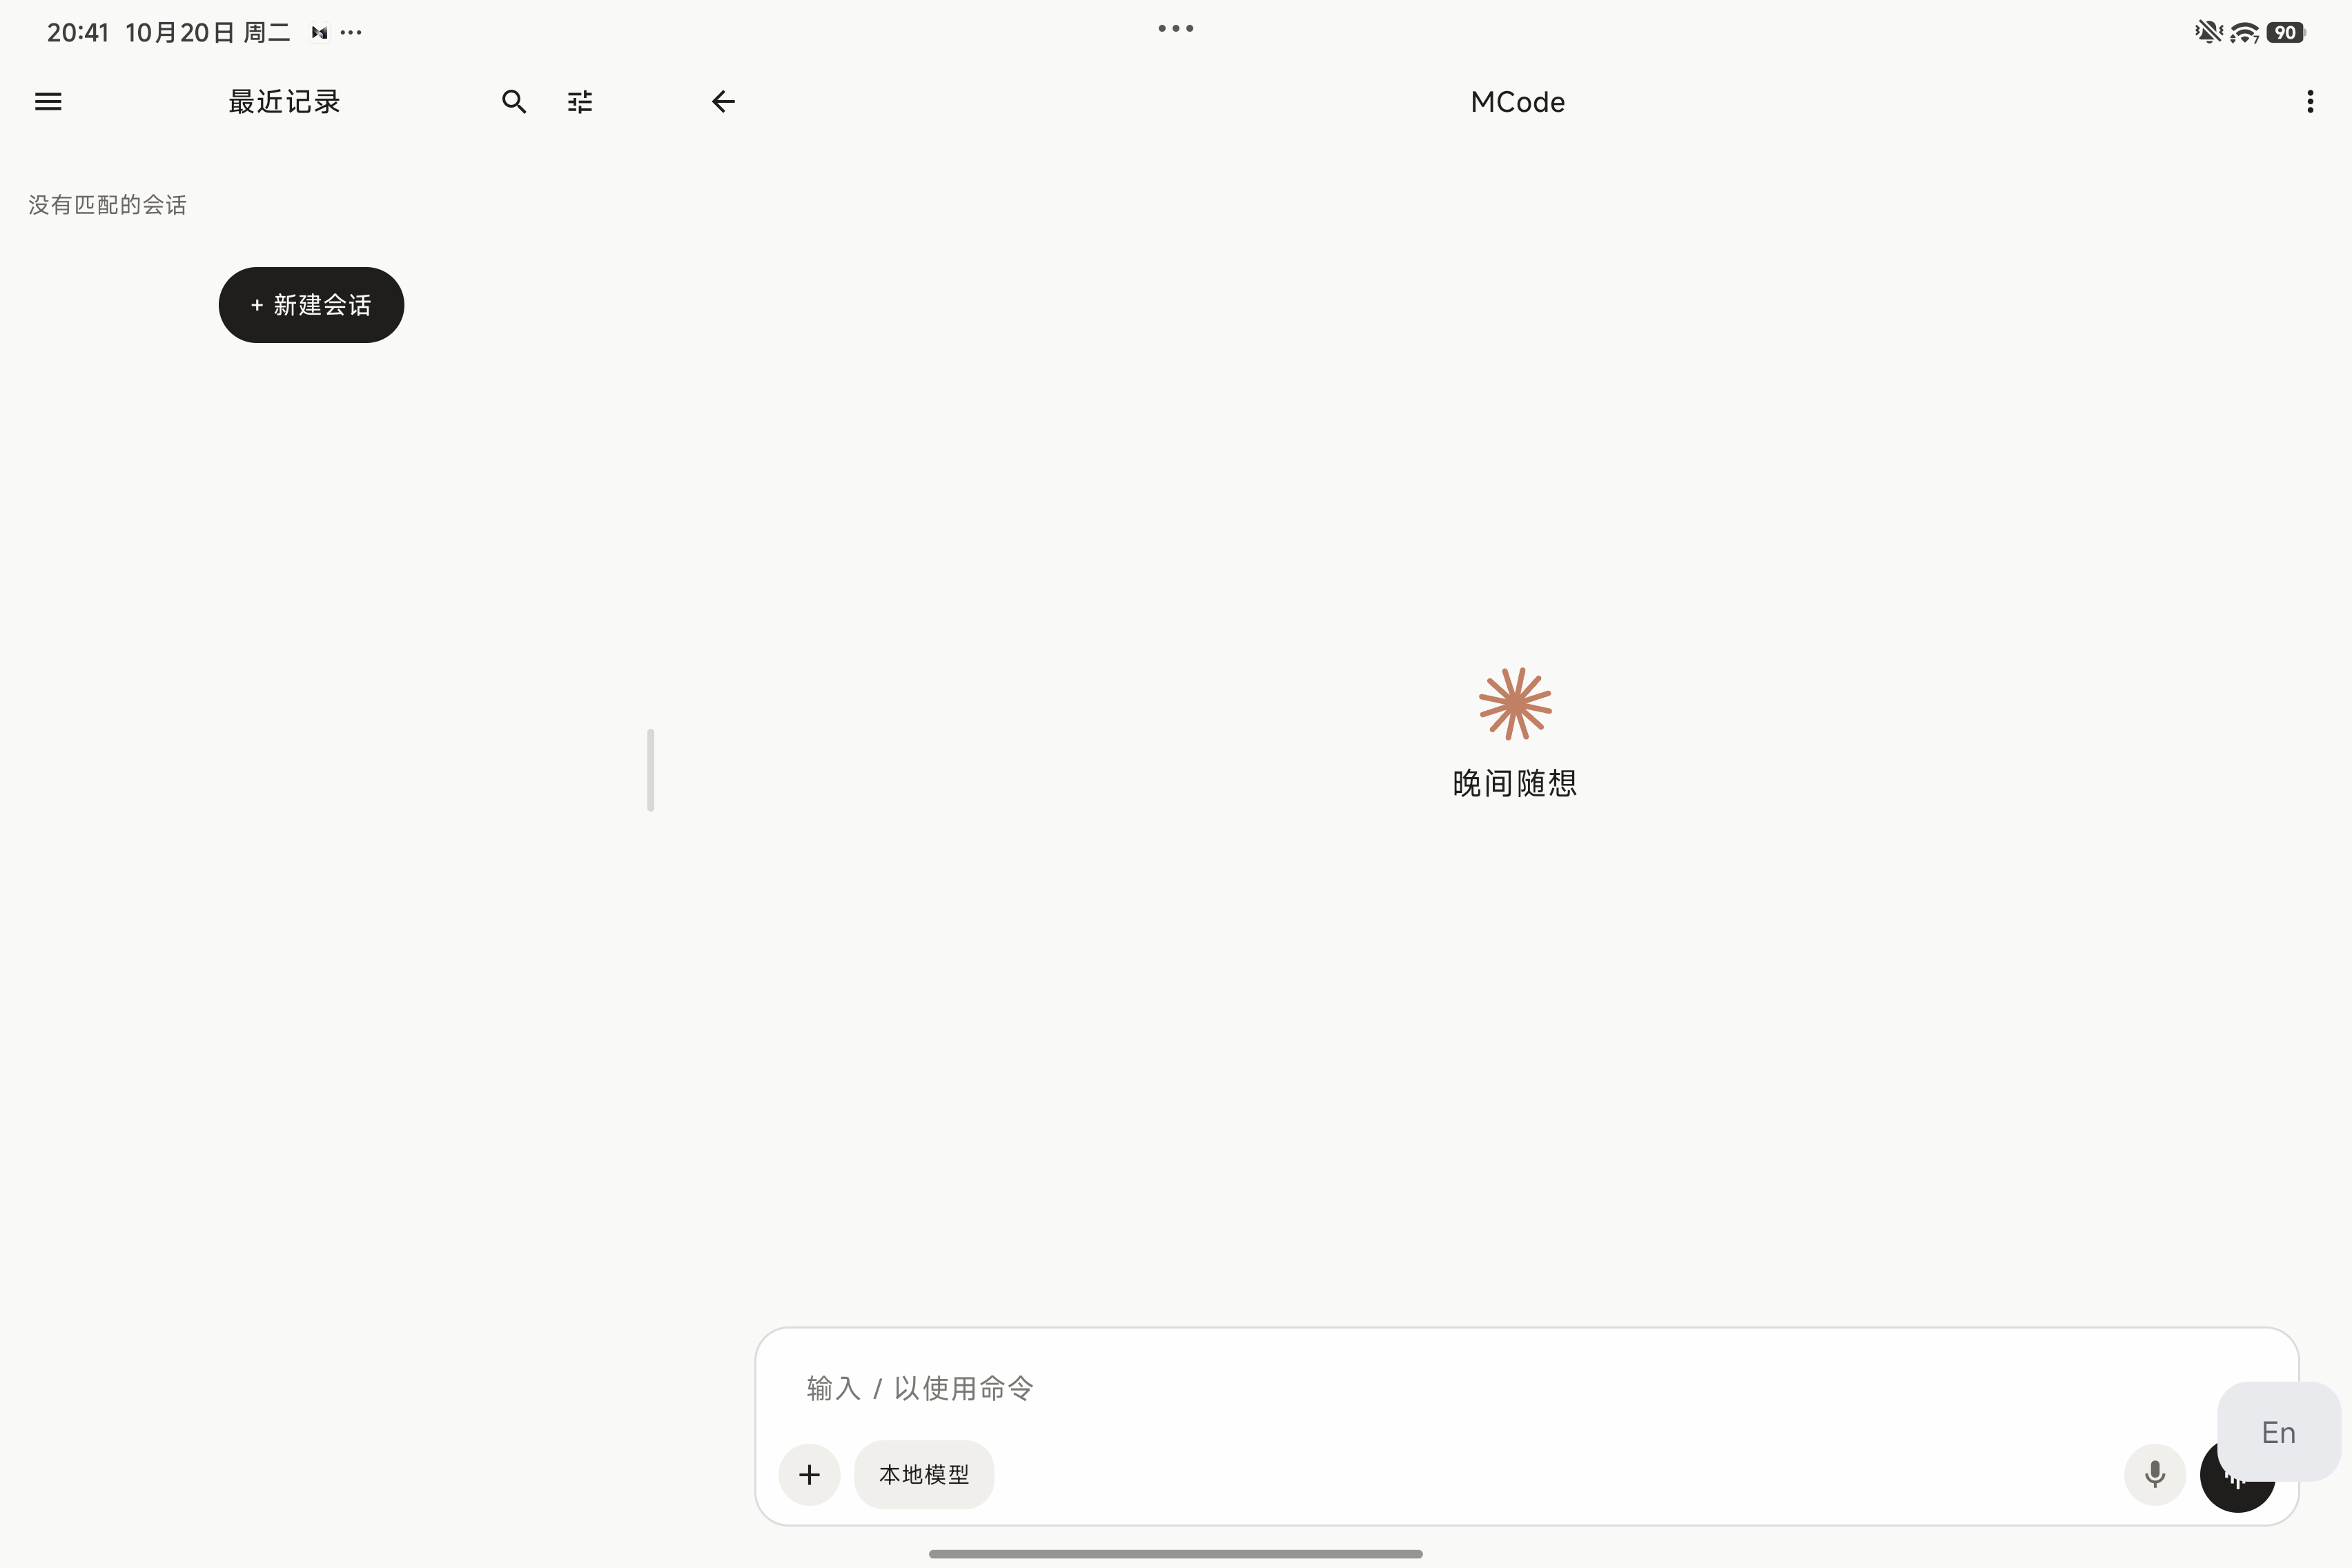 20:41 10月20日 周二
7
90
最近记录
MCode
没有匹配的会话
+ 新建会话
晚间随想
输入 / 以使用命令
本地模型
En